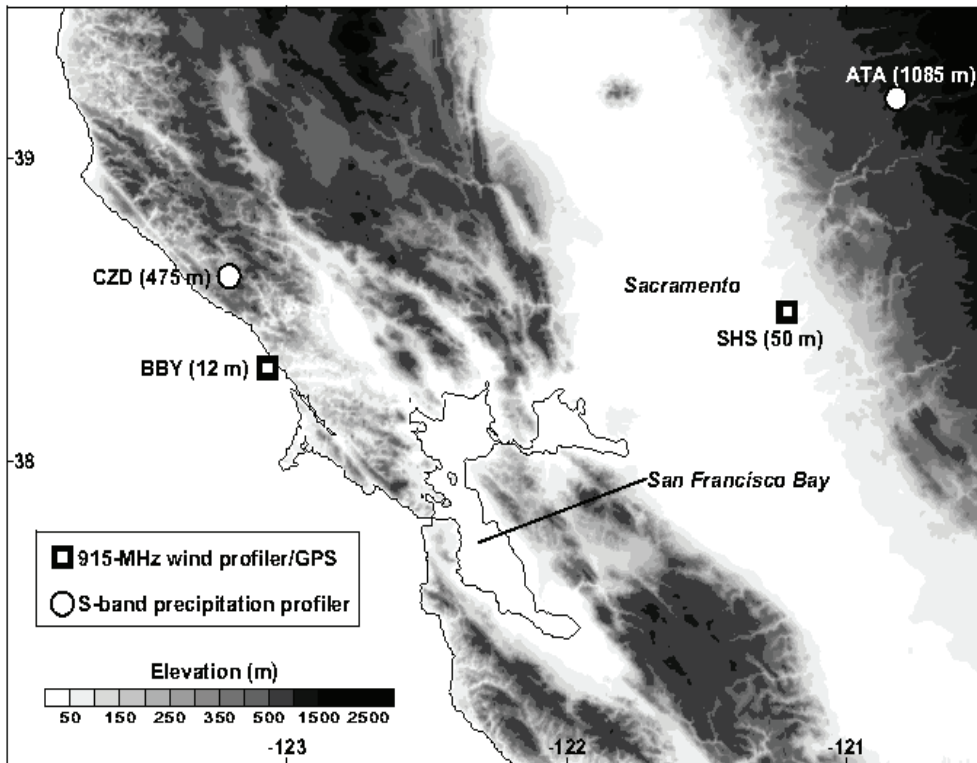 ATA (1085 m)
39
CZD (475 m)
Sacramento
SHS (50 m)
BBY (12 m)
38
San Francisco Bay
915-MHz wind profiler/GPS
S-band precipitation profiler
Elevation (m)
50 150 250 350 500 1500 2500
-123 -122 -121